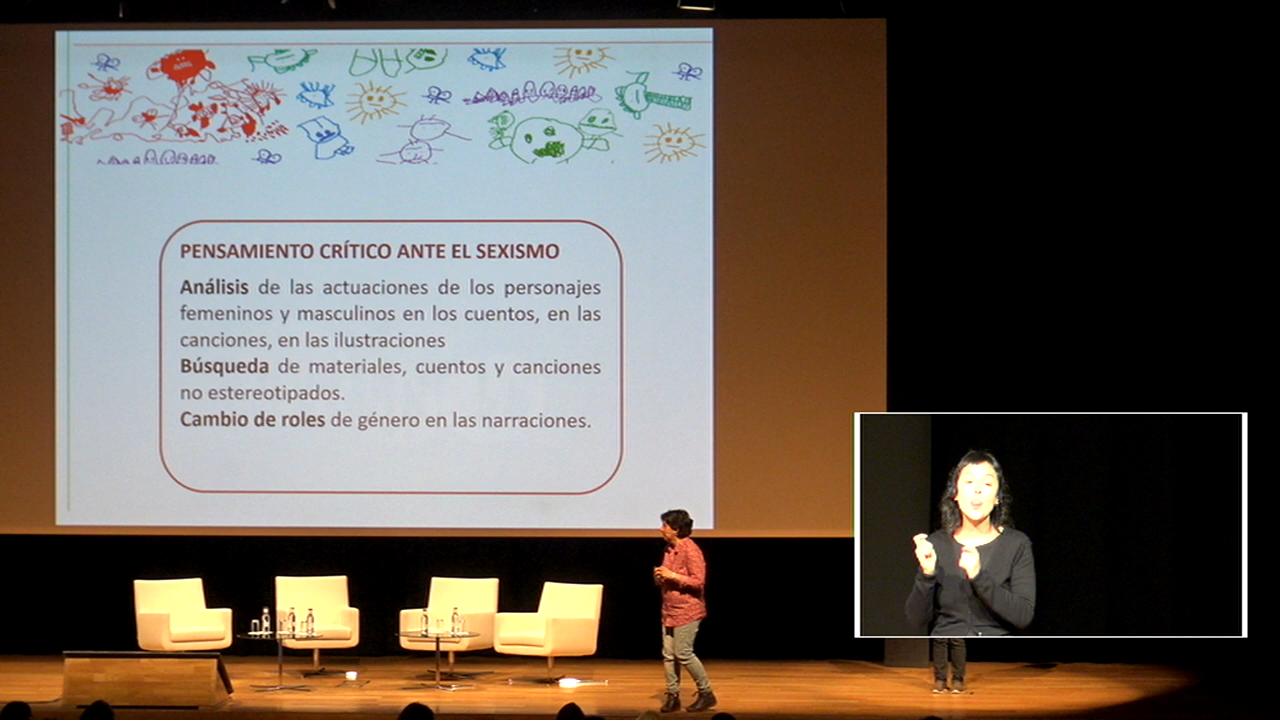 PENSAMIENTO CRÍTICO ANTE EL SEXISMO
Análisis de las actuaciones de los personajes
femeninos y masculinos en los cuentos, en las
canciones, en las ilustraciones
Búsqueda de materiales, cuentos y canciones
no estereotipados.
Cambio de roles de género en las narraciones.